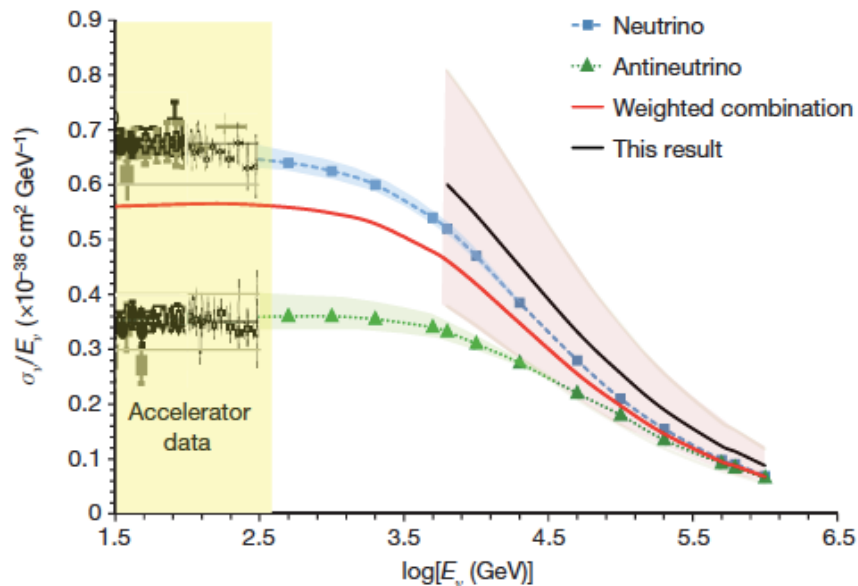 0.9
0.8
0.7
0.6
0.5
0.4
0.3
0.2
0.1
0
σν/Eν (×10⁻³⁸ cm² GeV⁻¹)
Neutrino
Antineutrino
Weighted combination
This result
Accelerator
data
1.5 2.5 3.5 4.5 5.5 6.5
log[Eν (GeV)]